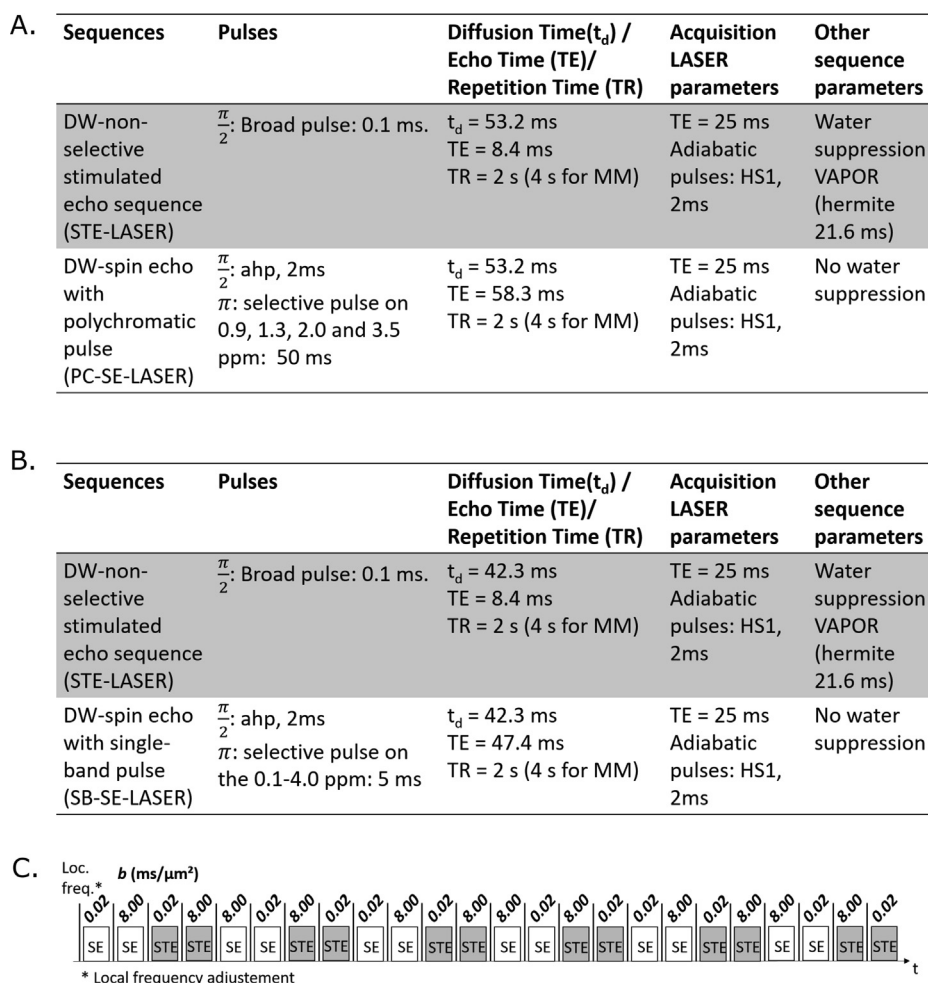 A.
Sequences
Pulses
Diffusion Time(t_d) /
Echo Time (TE)/
Repetition Time (TR)
Acquisition
LASER
parameters
Other
sequence
parameters
DW-non-
selective
stimulated
echo sequence
(STE-LASER)
π/2: Broad pulse: 0.1 ms.
t_d = 53.2 ms
TE = 8.4 ms
TR = 2 s (4 s for MM)
TE = 25 ms
Adiabatic
pulses: HS1,
2ms
Water
suppression
VAPOR
(hermite
21.6 ms)
DW-spin echo
with
polychromatic
pulse
(PC-SE-LASER)
π/2: ahp, 2ms
π: selective pulse on
0.9, 1.3, 2.0 and 3.5
ppm: 50 ms
t_d = 53.2 ms
TE = 58.3 ms
TR = 2 s (4 s for MM)
TE = 25 ms
Adiabatic
pulses: HS1,
2ms
No water
suppression
B.
Sequences
Pulses
Diffusion Time(t_d) /
Echo Time (TE)/
Repetition Time (TR)
Acquisition
LASER
parameters
Other
sequence
parameters
DW-non-
selective
stimulated
echo sequence
(STE-LASER)
π/2: Broad pulse: 0.1 ms.
t_d = 42.3 ms
TE = 8.4 ms
TR = 2 s (4 s for MM)
TE = 25 ms
Adiabatic
pulses: HS1,
2ms
Water
suppression
VAPOR
(hermite
21.6 ms)
DW-spin echo
with single-
band pulse
(SB-SE-LASER)
π/2: ahp, 2ms
π: selective pulse on
the 0.1-4.0 ppm: 5 ms
t_d = 42.3 ms
TE = 47.4 ms
TR = 2 s (4 s for MM)
TE = 25 ms
Adiabatic
pulses: HS1,
2ms
No water
suppression
C.
Loc.
freq.*
b (ms/μm²)
0.02 8.00 0.02 8.00 8.00 0.02 8.00 0.02 0.02 8.00 0.02 8.00 8.00 0.02 8.00 0.02 0.02 8.00 0.02 8.00 8.00 0.02 8.00 0.02
SE SE STE STE SE SE STE STE SE SE STE STE SE SE STE STE SE SE STE STE SE SE STE STE
t
* Local frequency adjustement